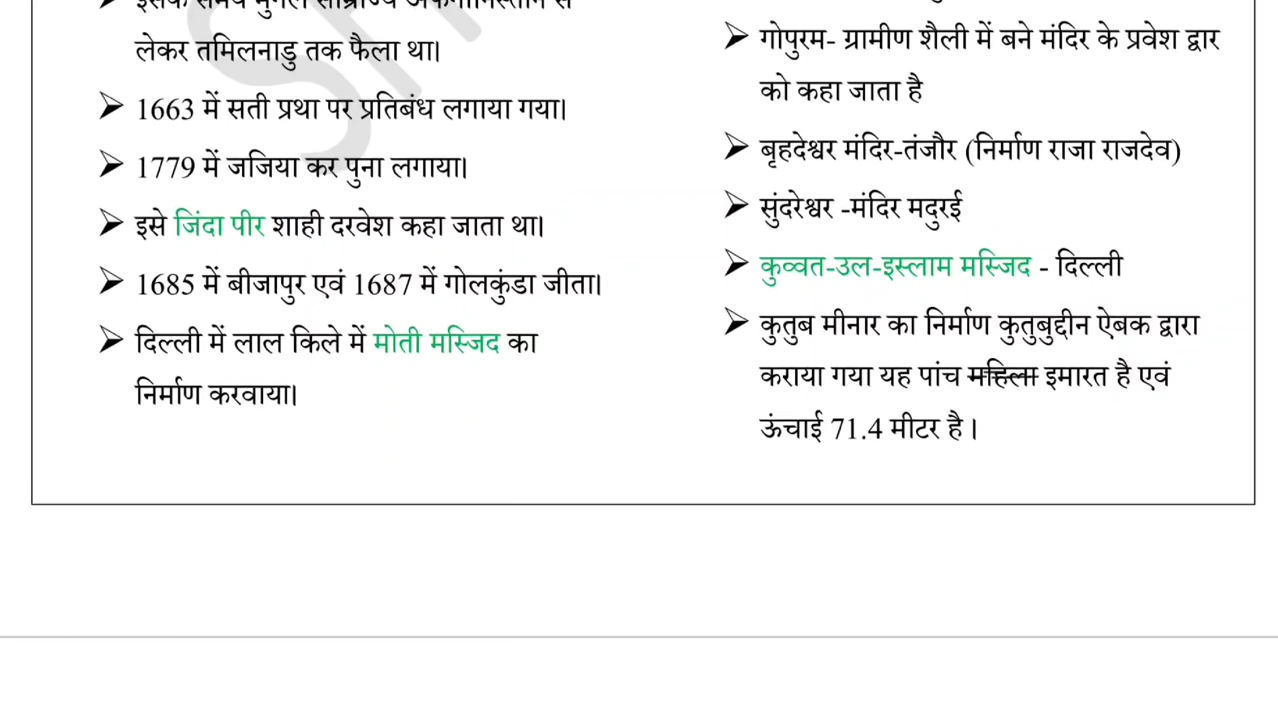 लेकर तमिलनाडु तक फैला था।
➢ 1663 में सती प्रथा पर प्रतिबंध लगाया गया।
➢ 1779 में जजिया कर पुना लगाया।
➢ इसे जिंदा पीर शाही दरवेश कहा जाता था।
➢ 1685 में बीजापुर एवं 1687 में गोलकुंडा जीता।
➢ दिल्ली में लाल किले में मोती मस्जिद का
निर्माण करवाया।
➢ गोपुरम- ग्रामीण शैली में बने मंदिर के प्रवेश द्वार
को कहा जाता है
➢ बृहदेश्वर मंदिर-तंजौर (निर्माण राजा राजदेव)
➢ सुंदरेश्वर -मंदिर मदुरई
➢ कुव्वत-उल-इस्लाम मस्जिद - दिल्ली
➢ कुतुब मीनार का निर्माण कुतुबुद्दीन ऐबक द्वारा
कराया गया यह पांच महिला इमारत है एवं
ऊंचाई 71.4 मीटर है।